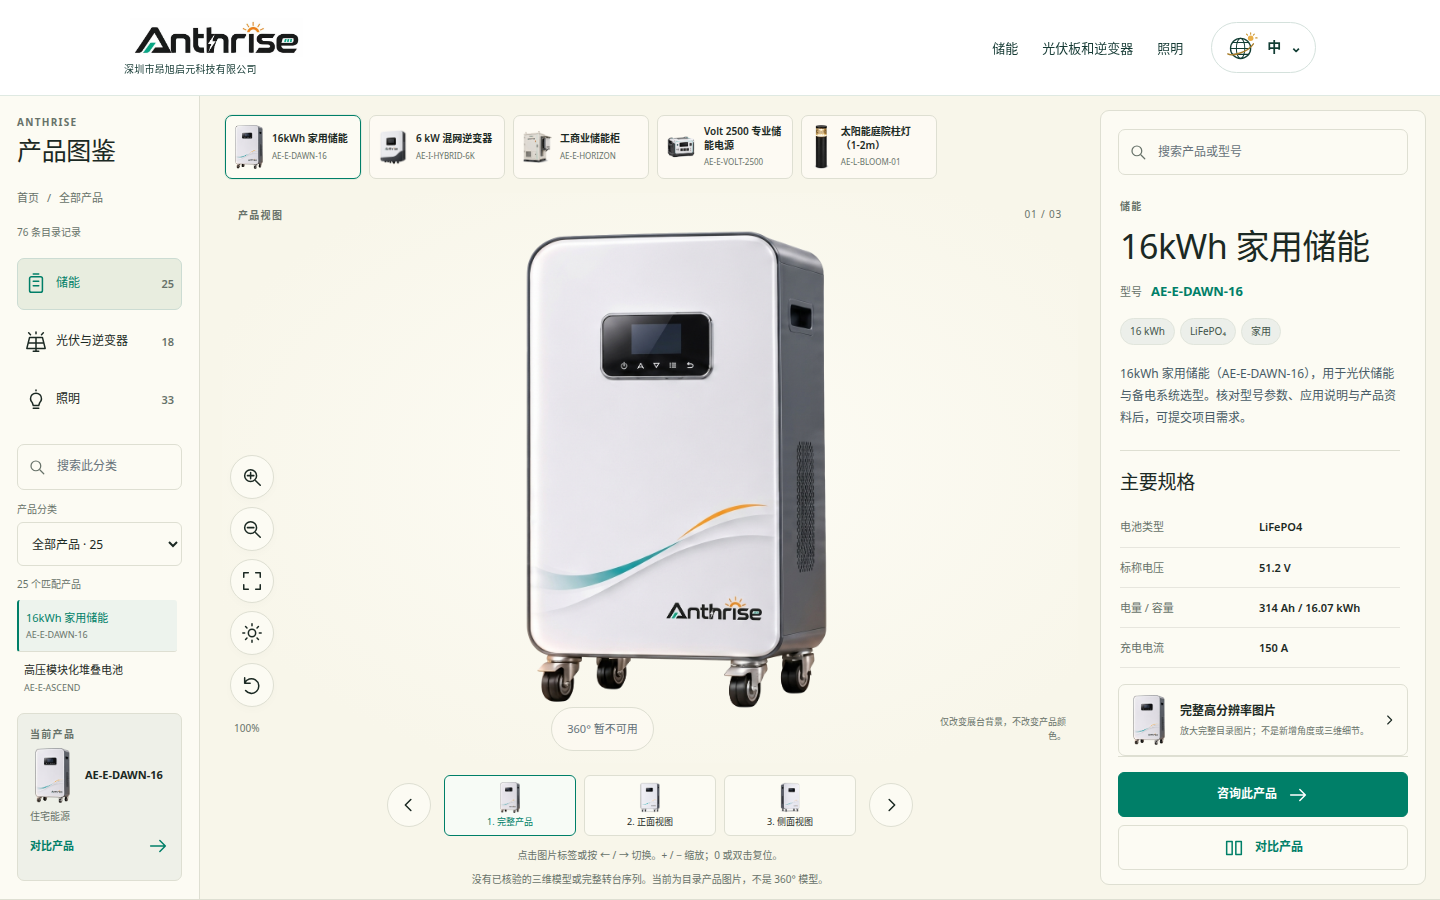 Anthrise
深圳市昂旭启元科技有限公司
储能
光伏板和逆变器
照明
中
ANTHRISE
产品图鉴
首页 / 全部产品
76 条目录记录
储能 25
光伏与逆变器 18
照明 33
搜索此分类
产品分类
全部产品 · 25
25 个匹配产品
16kWh 家用储能
AE-E-DAWN-16
高压模块化堆叠电池
AE-E-ASCEND
当前产品
AE-E-DAWN-16
住宅能源
对比产品
16kWh 家用储能
AE-E-DAWN-16
6 kW 混网逆变器
AE-I-HYBRID-6K
工商业储能柜
AE-E-HORIZON
Volt 2500 专业储
能电源
AE-E-VOLT-2500
太阳能庭院柱灯
（1-2m）
AE-L-BLOOM-01
产品视图
01 / 03
Anthrise
100%
360° 暂不可用
仅改变展台背景，不改变产品颜
色。
1. 完整产品
2. 正面视图
3. 侧面视图
点击图片标签或按 ← / → 切换。+ / − 缩放；0 或双击复位。
没有已核验的三维模型或完整转台序列。当前为目录产品图片，不是 360° 模型。
搜索产品或型号
储能
16kWh 家用储能
型号 AE-E-DAWN-16
16 kWh
LiFePO₄
家用
16kWh 家用储能（AE-E-DAWN-16），用于光伏储能
与备电系统选型。核对型号参数、应用说明与产品资
料后，可提交项目需求。
主要规格
电池类型 LiFePO4
标称电压 51.2 V
电量 / 容量 314 Ah / 16.07 kWh
充电电流 150 A
完整高分辨率图片
放大完整目录图片；不是新增角度或三维细节。
咨询此产品
对比产品